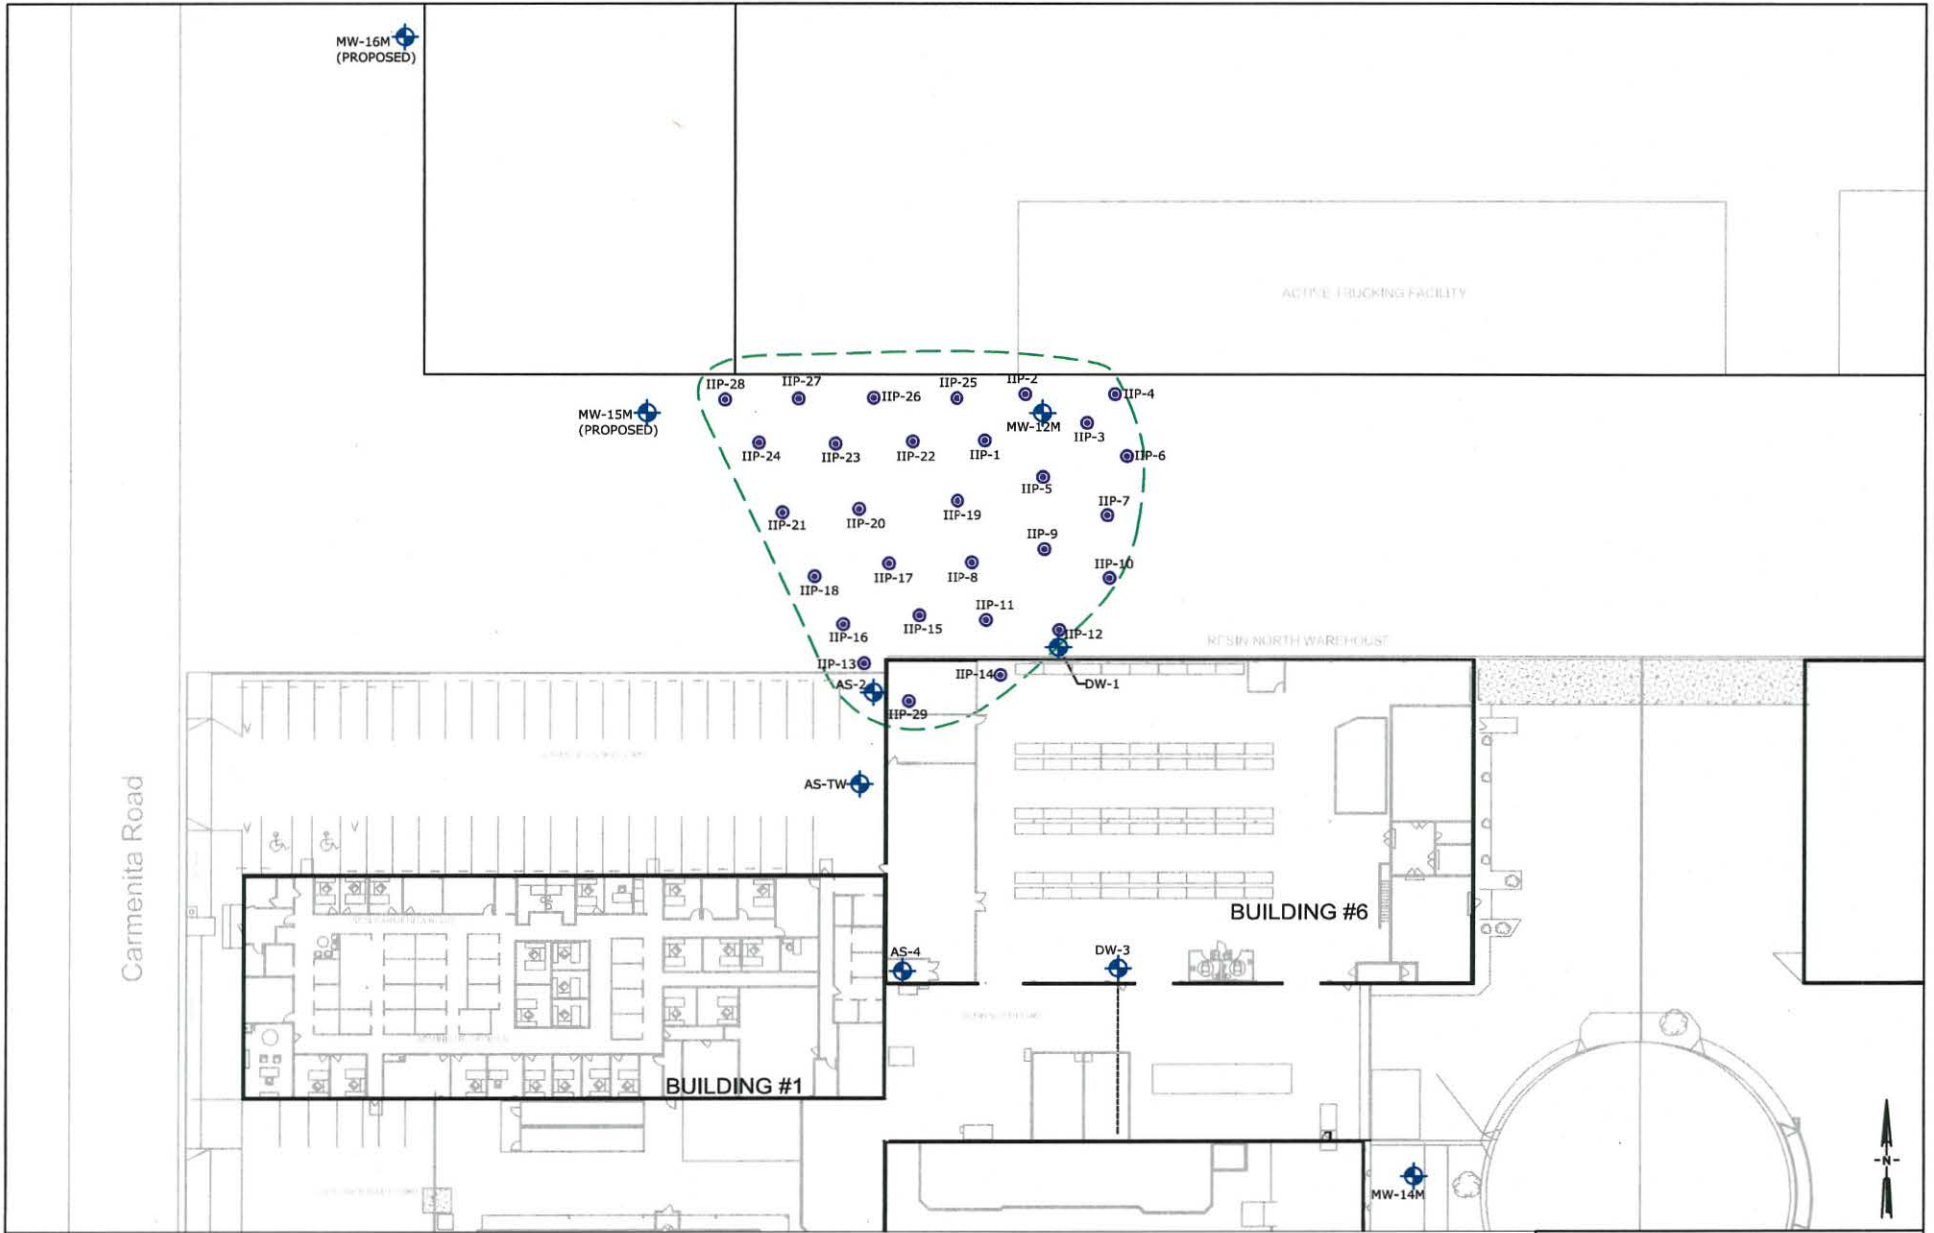 MW-16M
(PROPOSED)
ACTIVE TRUCKING FACILITY
IIP-28
IIP-27
IIP-26
IIP-25
IIP-2
IIP-4
MW-15M
(PROPOSED)
MW-12M
IIP-3
IIP-24
IIP-23
IIP-22
IIP-1
IIP-6
IIP-5
IIP-7
IIP-21
IIP-20
IIP-19
IIP-9
IIP-10
IIP-18
IIP-17
IIP-8
IIP-11
IIP-16
IIP-15
IIP-12
RESIN NORTH WAREHOUSE
IIP-13
IIP-14
AS-2
DW-1
IIP-29
AS-TW
Carmenita Road
BUILDING #6
AS-4
DW-3
BUILDING #1
MW-14M
-N-